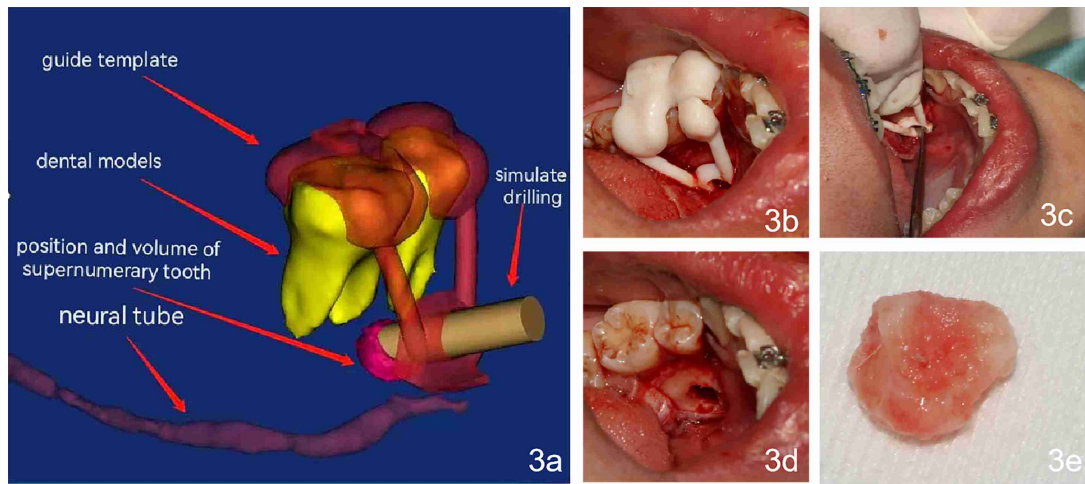 guide template
dental models
simulate
drilling
position and volume of
supernumerary tooth
neural tube
3a
3b
3c
3d
3e